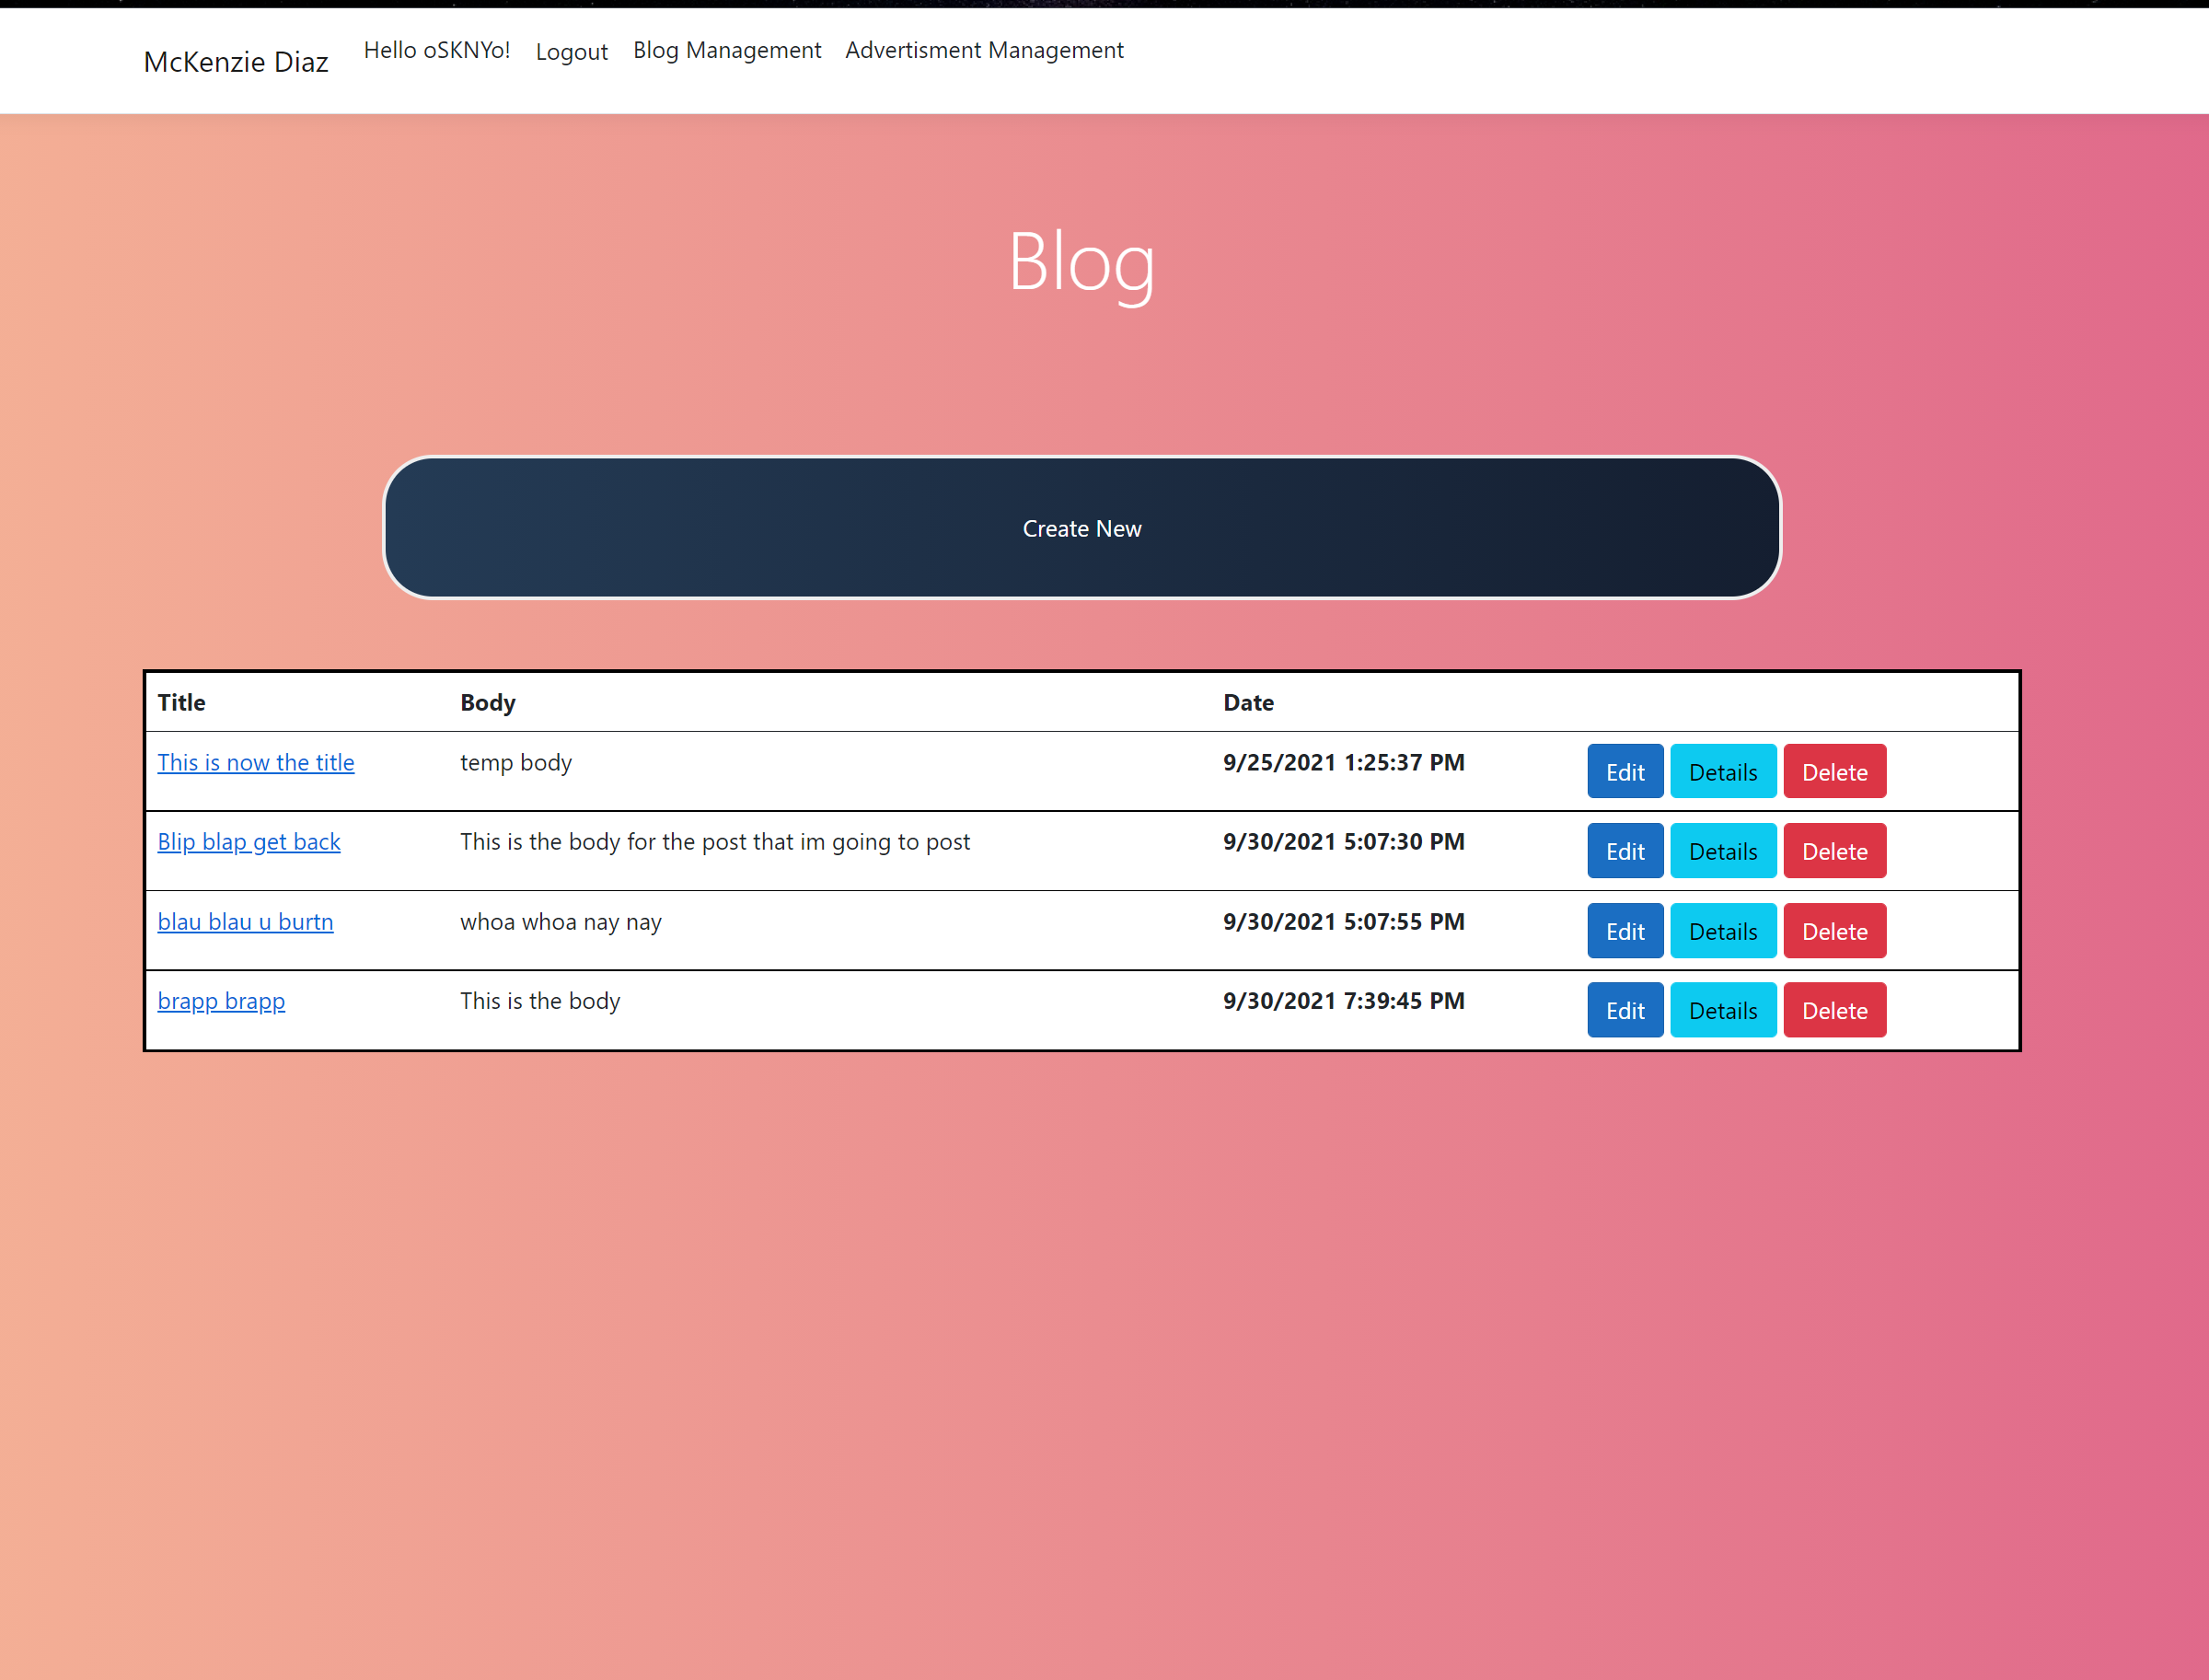 McKenzie Diaz Hello oSKNYo! Logout Blog Management Advertisment Management
Blog
Create New
Title Body Date
This is now the title temp body 9/25/2021 1:25:37 PM Edit Details Delete
Blip blap get back This is the body for the post that im going to post 9/30/2021 5:07:30 PM Edit Details Delete
blau blau u burtn whoa whoa nay nay 9/30/2021 5:07:55 PM Edit Details Delete
brapp brapp This is the body 9/30/2021 7:39:45 PM Edit Details Delete